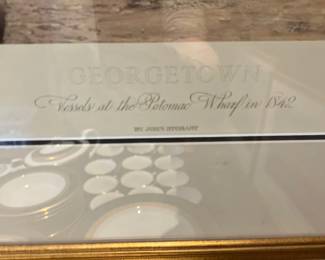 GEORGETOWN
Vessels at the Potomac Wharf in 1842
BY JOHN STOBART